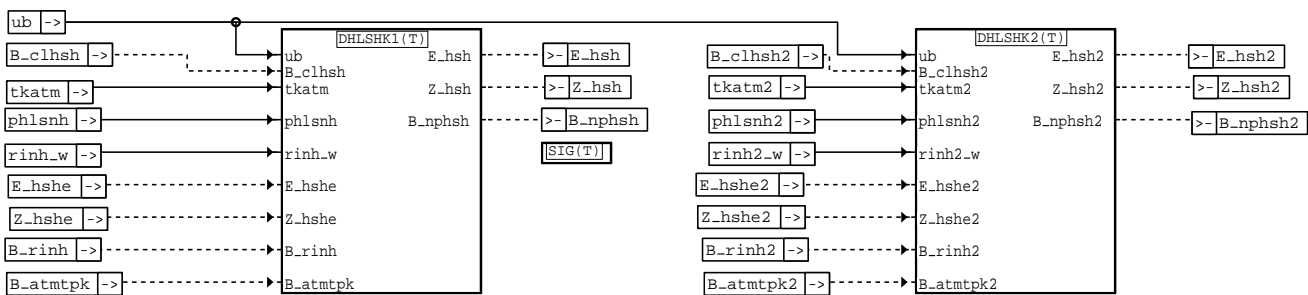 ub ->
B_clhsh ->
tkatm ->
phlsnh ->
rinh_w ->
E_hshe ->
Z_hshe ->
B_rinh ->
B_atmtpk ->
DHLSHK1(T)
ub E_hsh
B_clhsh
tkatm Z_hsh
phlsnh B_nphsh
rinh_w
E_hshe
Z_hshe
B_rinh
B_atmtpk
>- E_hsh
>- Z_hsh
>- B_nphsh
SIG(T)
B_clhsh2 ->
tkatm2 ->
phlsnh2 ->
rinh2_w ->
E_hshe2 ->
Z_hshe2 ->
B_rinh2 ->
B_atmtpk2 ->
DHLSHK2(T)
ub E_hsh2
B_clhsh2
tkatm2 Z_hsh2
phlsnh2 B_nphsh2
rinh2_w
E_hshe2
Z_hshe2
B_rinh2
B_atmtpk2
>- E_hsh2
>- Z_hsh2
>- B_nphsh2